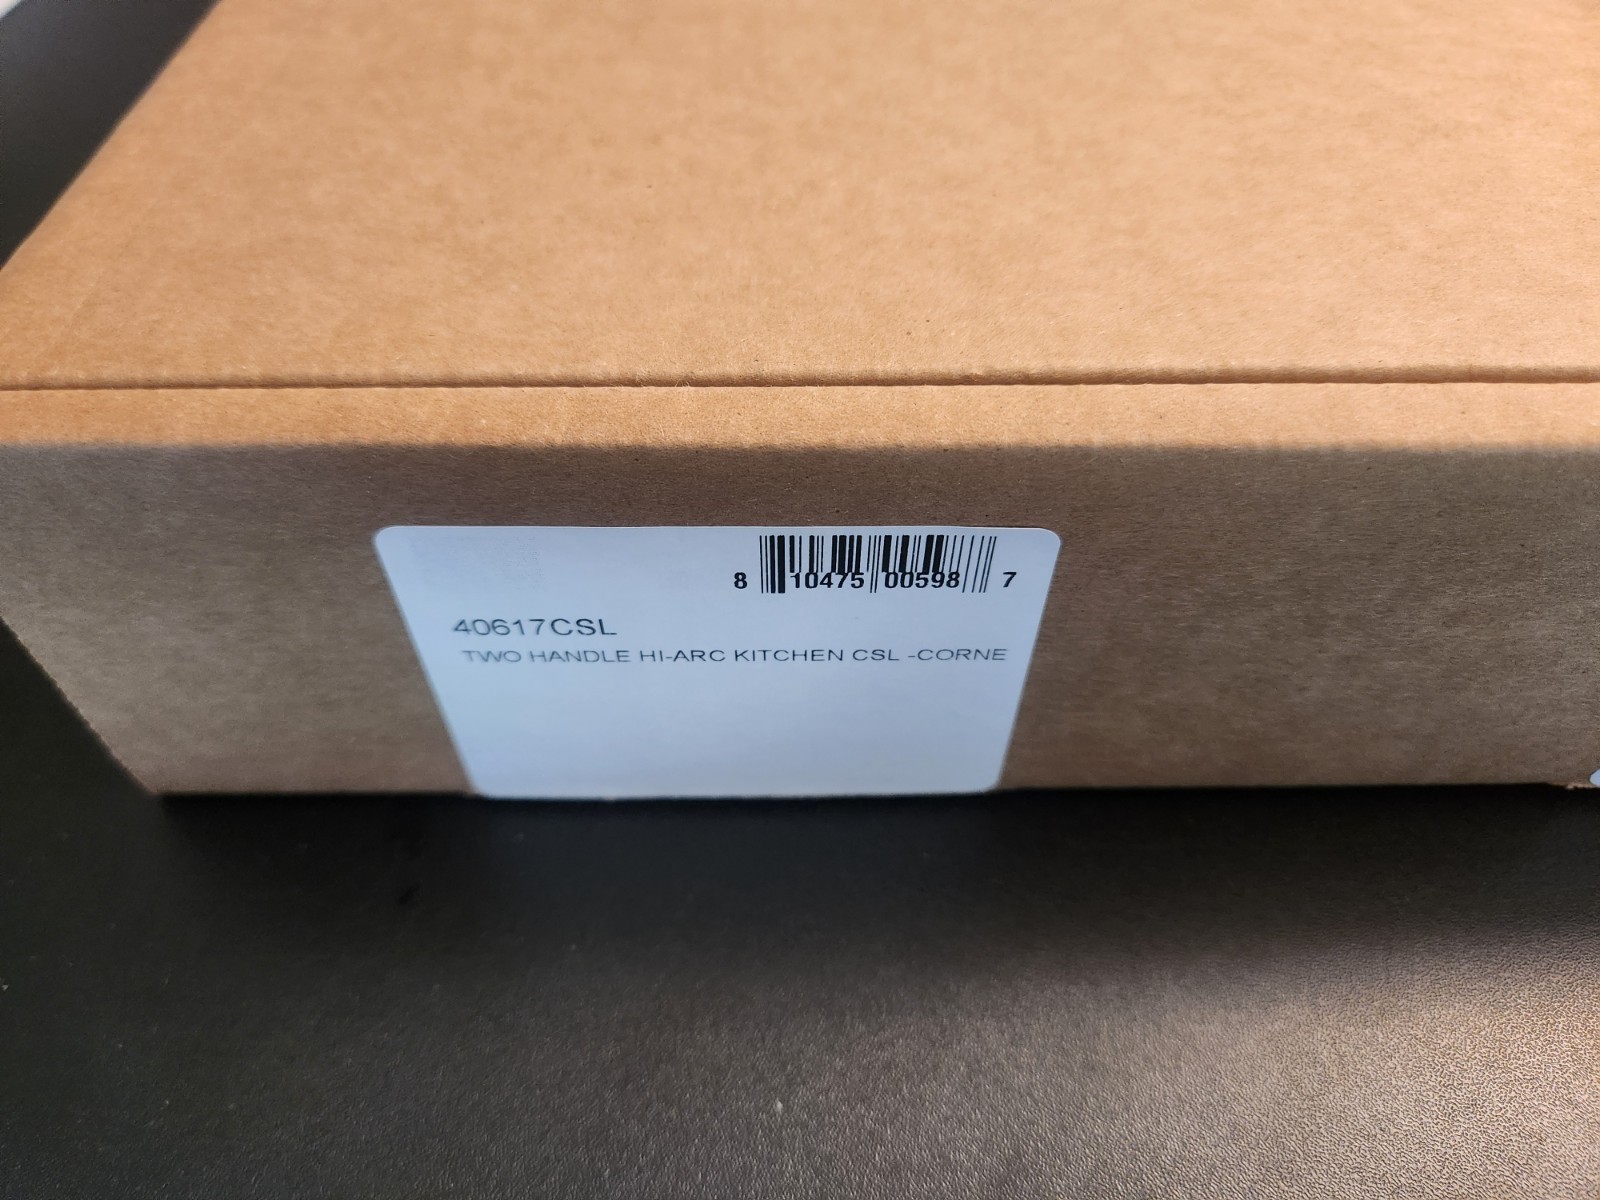 8 10475 00598 7
40617CSL
TWO HANDLE HI-ARC KITCHEN CSL -CORNE